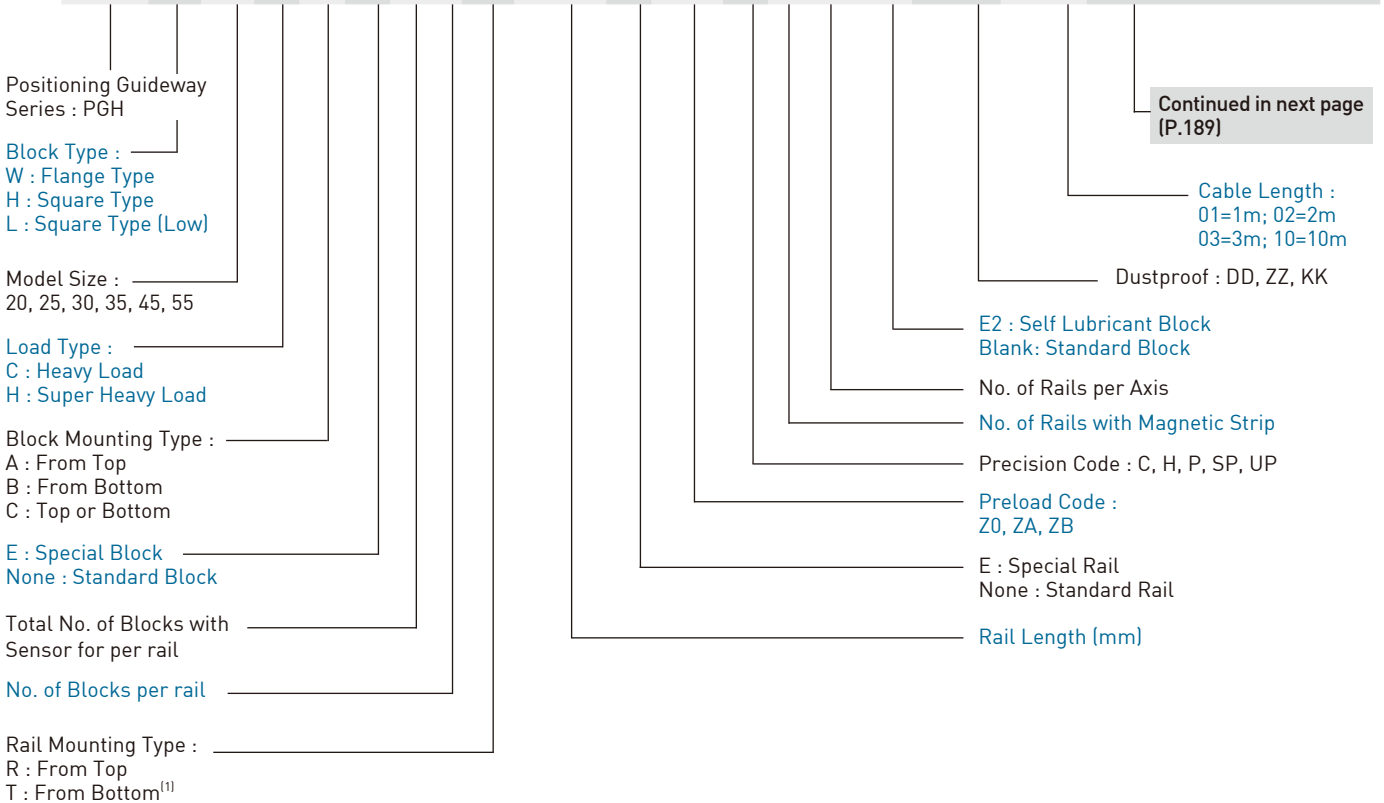 Positioning Guideway
Series : PGH
Block Type :
W : Flange Type
H : Square Type
L : Square Type (Low)
Model Size :
20, 25, 30, 35, 45, 55
Load Type :
C : Heavy Load
H : Super Heavy Load
Block Mounting Type :
A : From Top
B : From Bottom
C : Top or Bottom
E : Special Block
None : Standard Block
Total No. of Blocks with
Sensor for per rail
No. of Blocks per rail
Rail Mounting Type :
R : From Top
T : From Bottom(1)
Continued in next page
(P.189)
Cable Length :
01=1m; 02=2m
03=3m; 10=10m
Dustproof : DD, ZZ, KK
E2 : Self Lubricant Block
Blank: Standard Block
No. of Rails per Axis
No. of Rails with Magnetic Strip
Precision Code : C, H, P, SP, UP
Preload Code :
Z0, ZA, ZB
E : Special Rail
None : Standard Rail
Rail Length (mm)